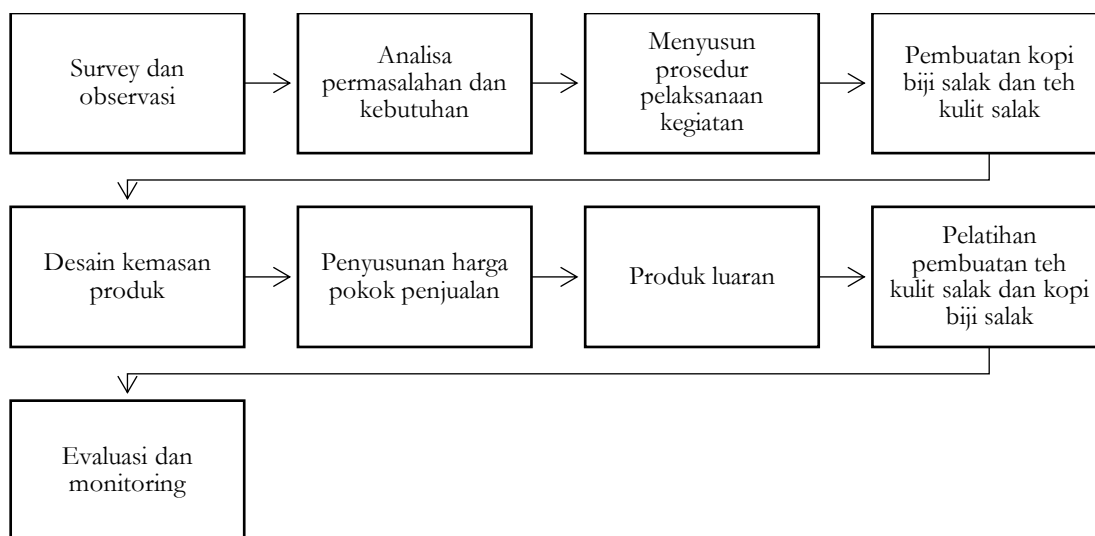 Survey dan
observasi
Analisa
permasalahan dan
kebutuhan
Menyusun
prosedur
pelaksanaan
kegiatan
Pembuatan kopi
biji salak dan teh
kulit salak
Desain kemasan
produk
Penyusunan harga
pokok penjualan
Produk luaran
Pelatihan
pembuatan teh
kulit salak dan kopi
biji salak
Evaluasi dan
monitoring